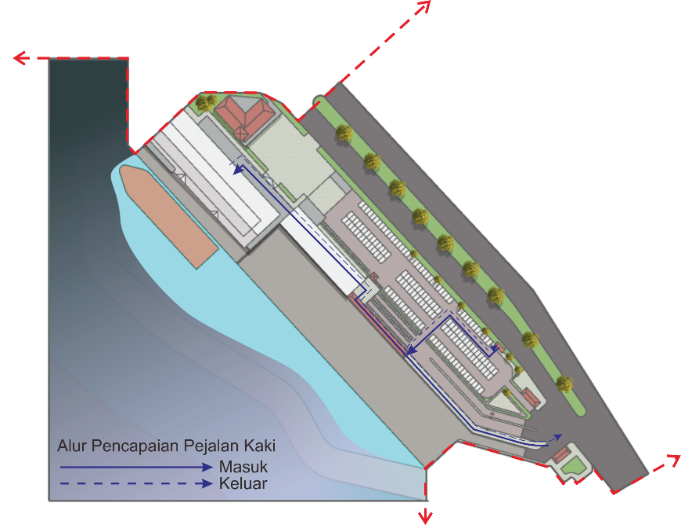 Alur Pencapaian Pejalan Kaki
Masuk
Keluar